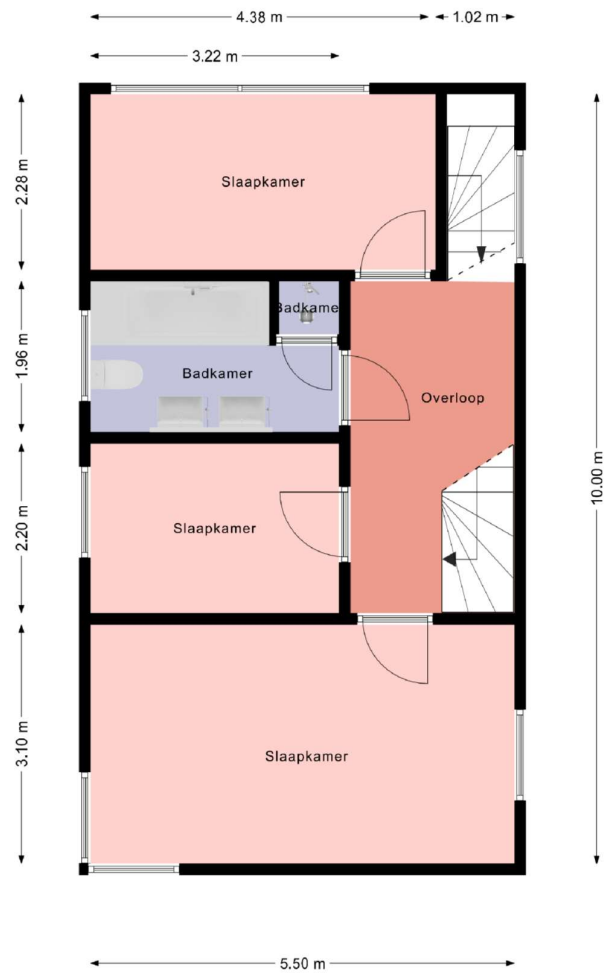 4.38 m
1.02 m
3.22 m
2.28 m
Slaapkamer
Badkame
1.96 m
Badkamer
Overloop
10.00 m
2.20 m
Slaapkamer
3.10 m
Slaapkamer
5.50 m